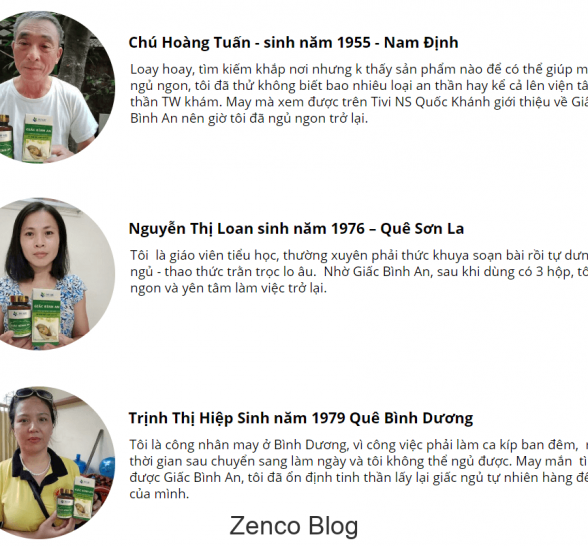 Chú Hoàng Tuấn - sinh năm 1955 - Nam Định
Loay hoay, tìm kiếm khắp nơi nhưng k thấy sản phẩm nào để có thể giúp m
ngủ ngon, tôi đã thử không biết bao nhiêu loại an thần hay kể cả lên viện tâ
thần TW khám. May mà xem được trên Tivi NS Quốc Khánh giới thiệu về Giấ
Bình An nên giờ tôi đã ngủ ngon trở lại.
Nguyễn Thị Loan sinh năm 1976 – Quê Sơn La
Tôi là giáo viên tiểu học, thường xuyên phải thức khuya soạn bài rồi tự dưn
ngủ - thao thức trằn trọc lo âu. Nhờ Giấc Bình An, sau khi dùng có 3 hộp, tô
ngon và yên tâm làm việc trở lại.
Trịnh Thị Hiệp Sinh năm 1979 Quê Bình Dương
Tôi là công nhân may ở Bình Dương, vì công việc phải làm ca kíp ban đêm,
thời gian sau chuyển sang làm ngày và tôi không thể ngủ được. May mắn tì
được Giấc Bình An, tôi đã ổn định tinh thần lấy lại giấc ngủ tự nhiên hàng đê
của mình.
Zenco Blog